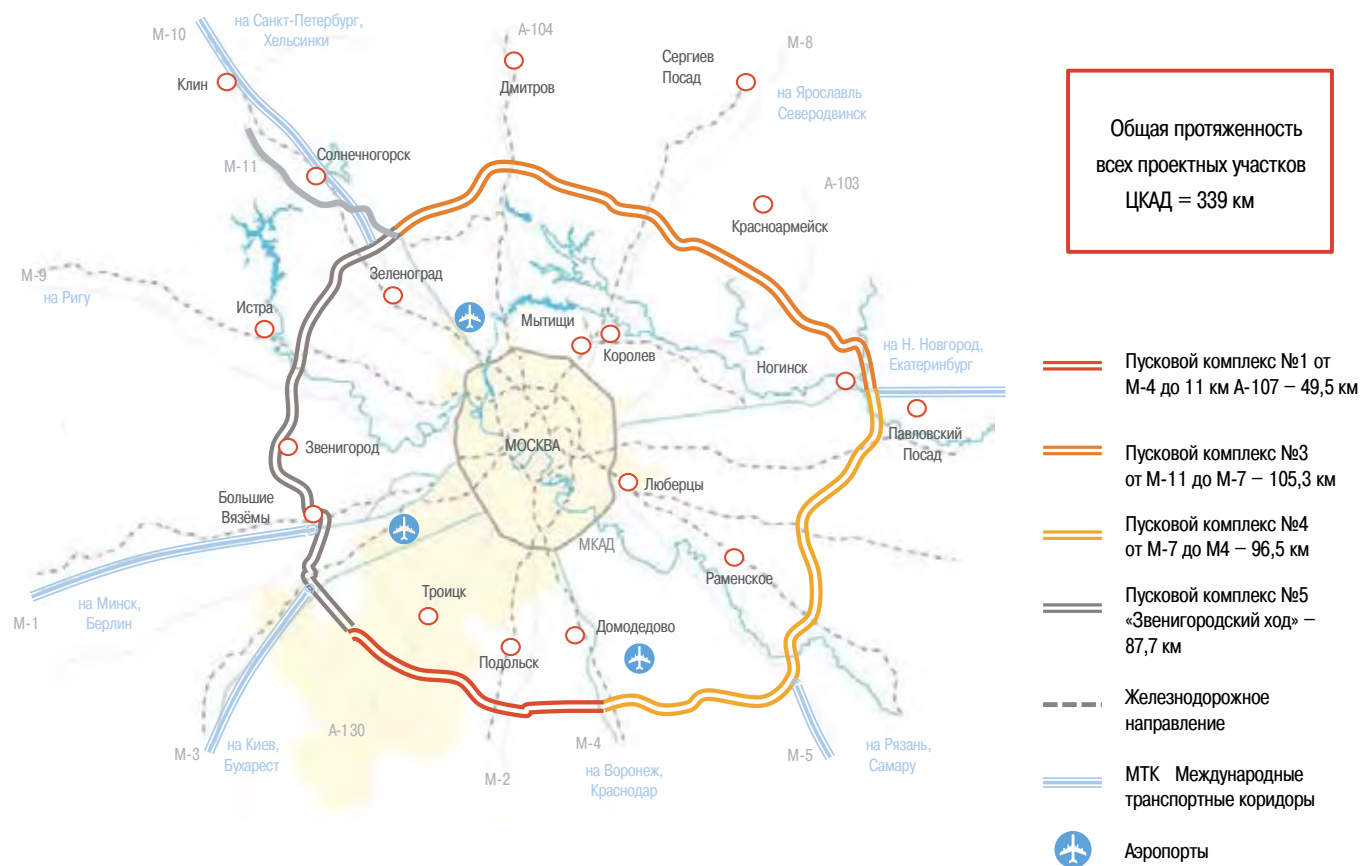 на Санкт-Петербург,
Хельсинки
М-10
А-104
М-8
Клин
Дмитров
Сергиев
Посад
на Ярославль
Северодвинск
М-11
Солнечногорск
А-103
Красноармейск
М-9
на Ригу
Зеленоград
Истра
Мытищи
Королев
на Н. Новгород,
Екатеринбург
Ногинск
Павловский
Посад
Звенигород
МОСКВА
Люберцы
Большие
Вязёмы
МКАД
Раменское
на Минск,
Берлин
М-1
Троицк
Домодедово
Подольск
А-130
М-3
на Киев,
Бухарест
М-2
М-4
на Воронеж,
Краснодар
М-5
на Рязань,
Самару
Общая протяженность
всех проектных участков
ЦКАД = 339 км
Пусковой комплекс №1 от
М-4 до 11 км А-107 – 49,5 км
Пусковой комплекс №3
от М-11 до М-7 – 105,3 км
Пусковой комплекс №4
от М-7 до М4 – 96,5 км
Пусковой комплекс №5
«Звенигородский ход» –
87,7 км
Железнодорожное
направление
МТК Международные
транспортные коридоры
Аэропорты